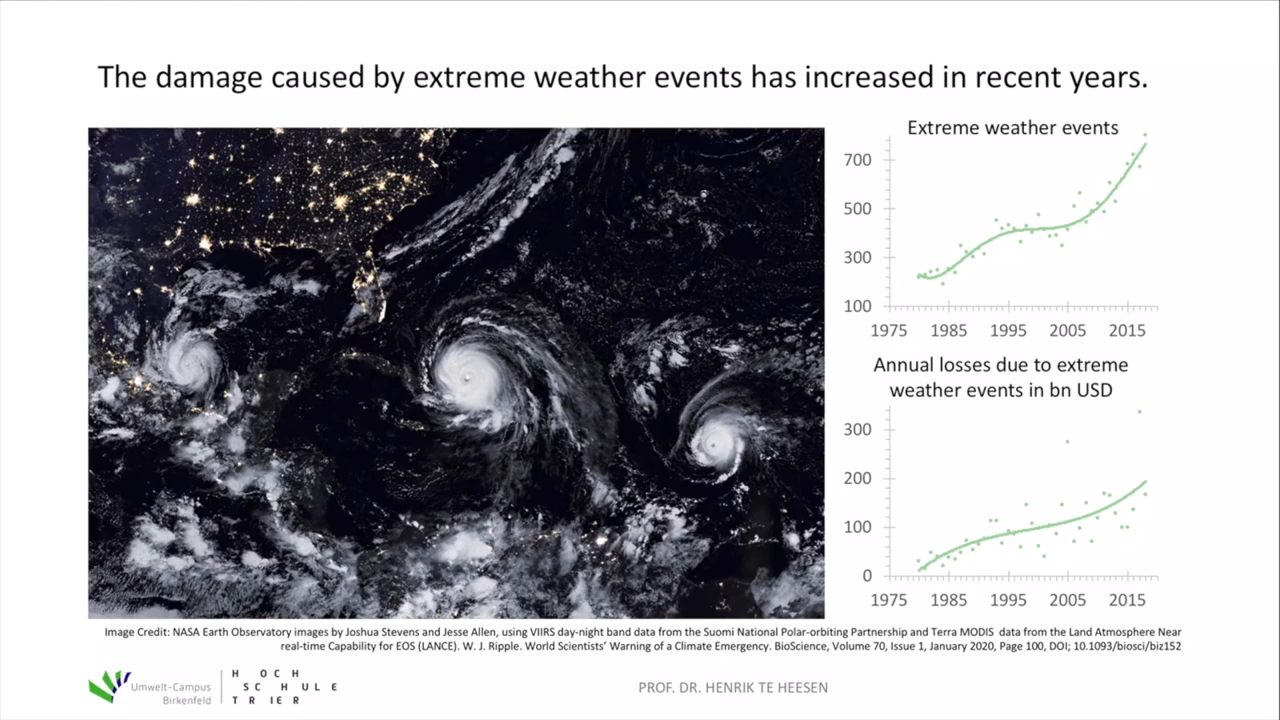 The damage caused by extreme weather events has increased in recent years.
Extreme weather events
700
500
300
100
1975 1985 1995 2005 2015
Annual losses due to extreme
weather events in bn USD
300
200
100
0
1975 1985 1995 2005 2015
Image Credit: NASA Earth Observatory images by Joshua Stevens and Jesse Allen, using VIIRS day-night band data from the Suomi National Polar-orbiting Partnership and Terra MODIS data from the Land Atmosphere Near
real-time Capability for EOS (LANCE). W. J. Ripple. World Scientists' Warning of a Climate Emergency. BioScience, Volume 70, Issue 1, January 2020, Page 100, DOI; 10.1093/biosci/biz152
Umwelt-Campus
Birkenfeld
H O C H
S C H U L E
T R I E R
PROF. DR. HENRIK TE HEESEN